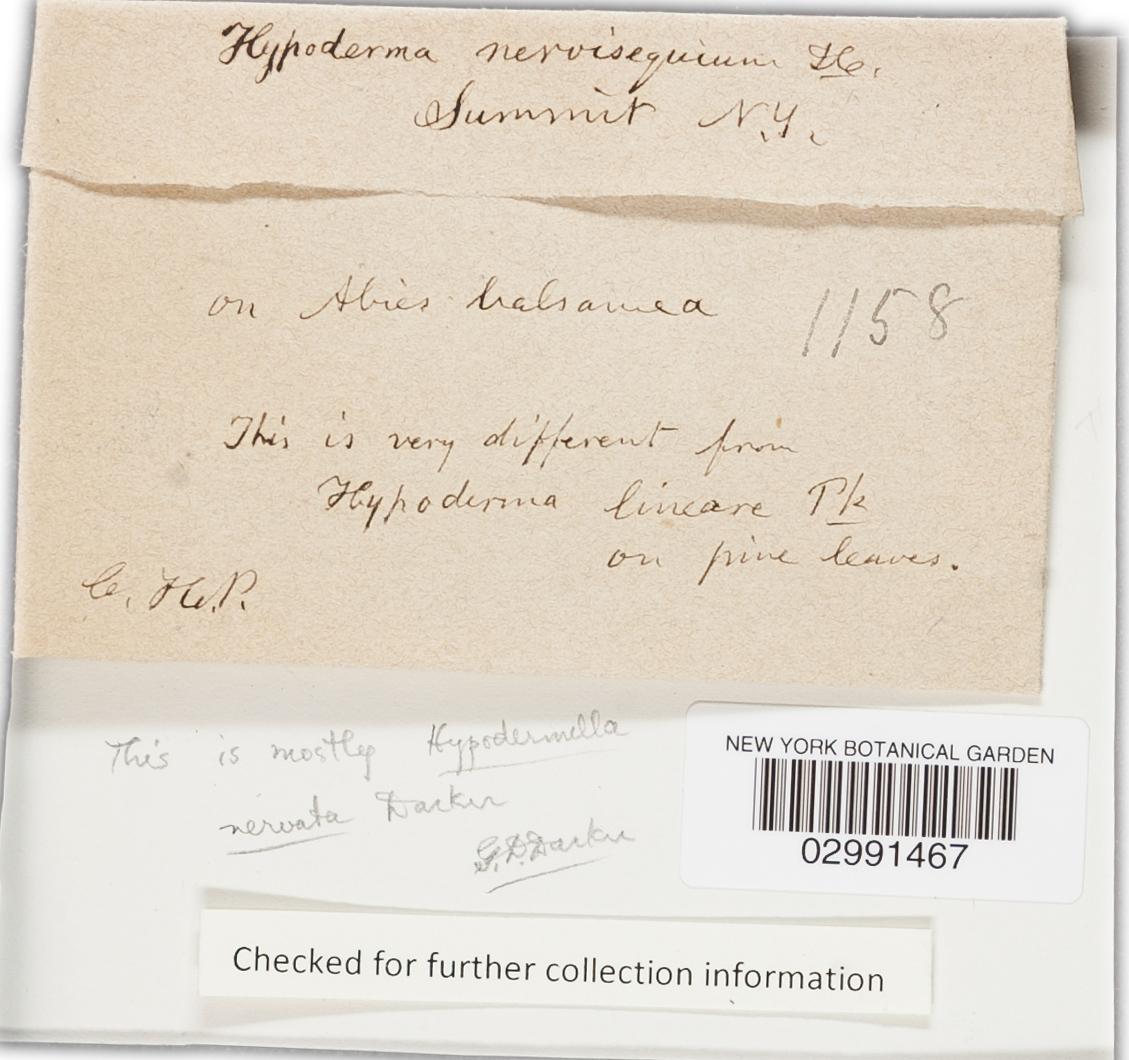 Hypoderma nervisequium DC.
Summit N.Y.
on Abies balsamea
1158
This is very different from
Hypoderma lineare Pk
on pine leaves.
C. H. P.
This is mostly Hypodermella
nervata Darker
G.D. Darker
NEW YORK BOTANICAL GARDEN
02991467
Checked for further collection information